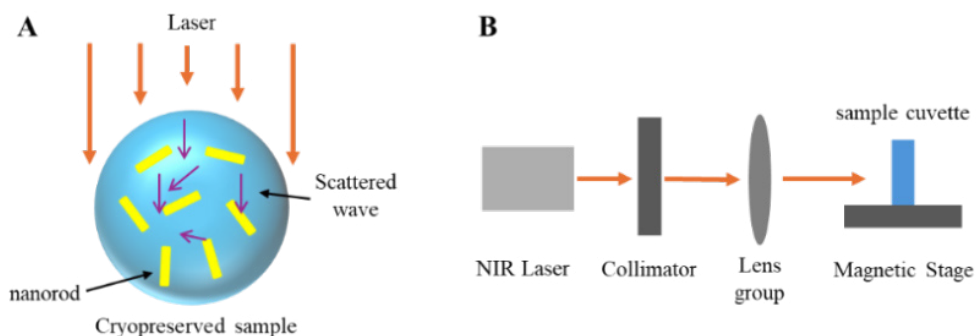 A
Laser
Scattered
wave
nanorod
Cryopreserved sample
B
sample cuvette
NIR Laser
Collimator
Lens
group
Magnetic Stage